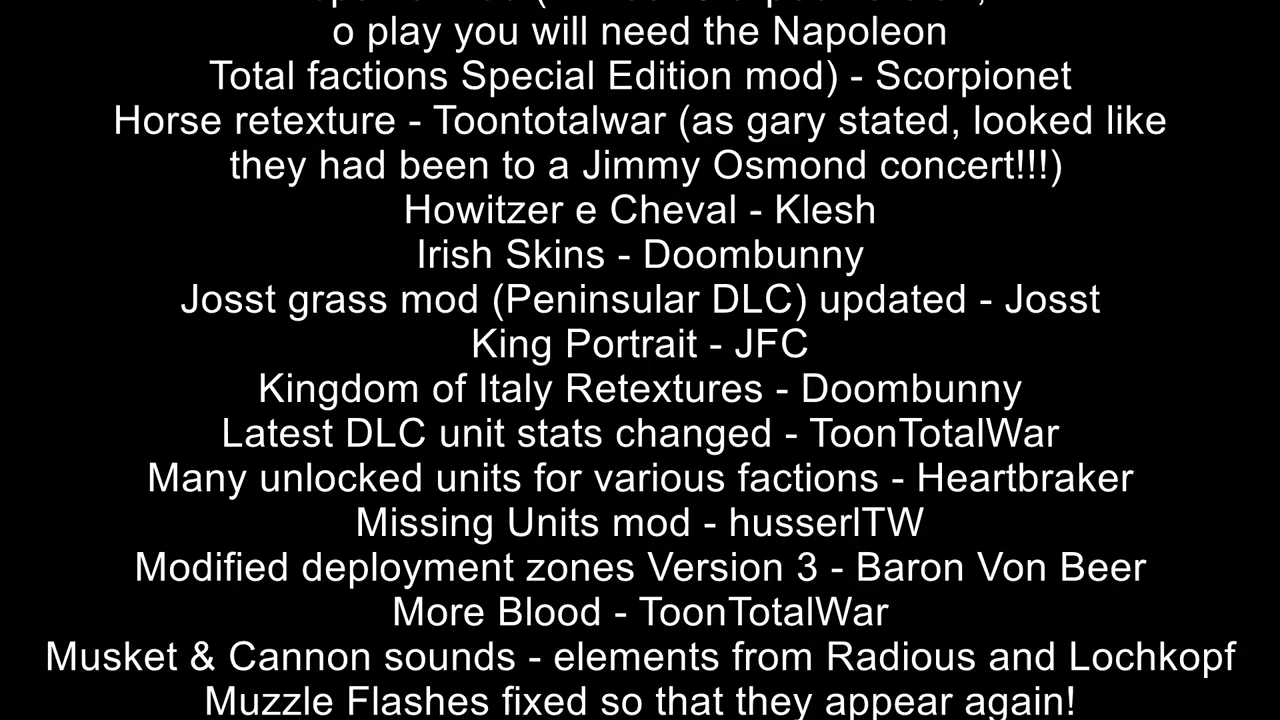 o play you will need the Napoleon
Total factions Special Edition mod) - Scorpionet
Horse retexture - Toontotalwar (as gary stated, looked like
they had been to a Jimmy Osmond concert!!!)
Howitzer e Cheval - Klesh
Irish Skins - Doombunny
Josst grass mod (Peninsular DLC) updated - Josst
King Portrait - JFC
Kingdom of Italy Retextures - Doombunny
Latest DLC unit stats changed - ToonTotalWar
Many unlocked units for various factions - Heartbraker
Missing Units mod - husserlTW
Modified deployment zones Version 3 - Baron Von Beer
More Blood - ToonTotalWar
Musket & Cannon sounds - elements from Radious and Lochkopf
Muzzle Flashes fixed so that they appear again!